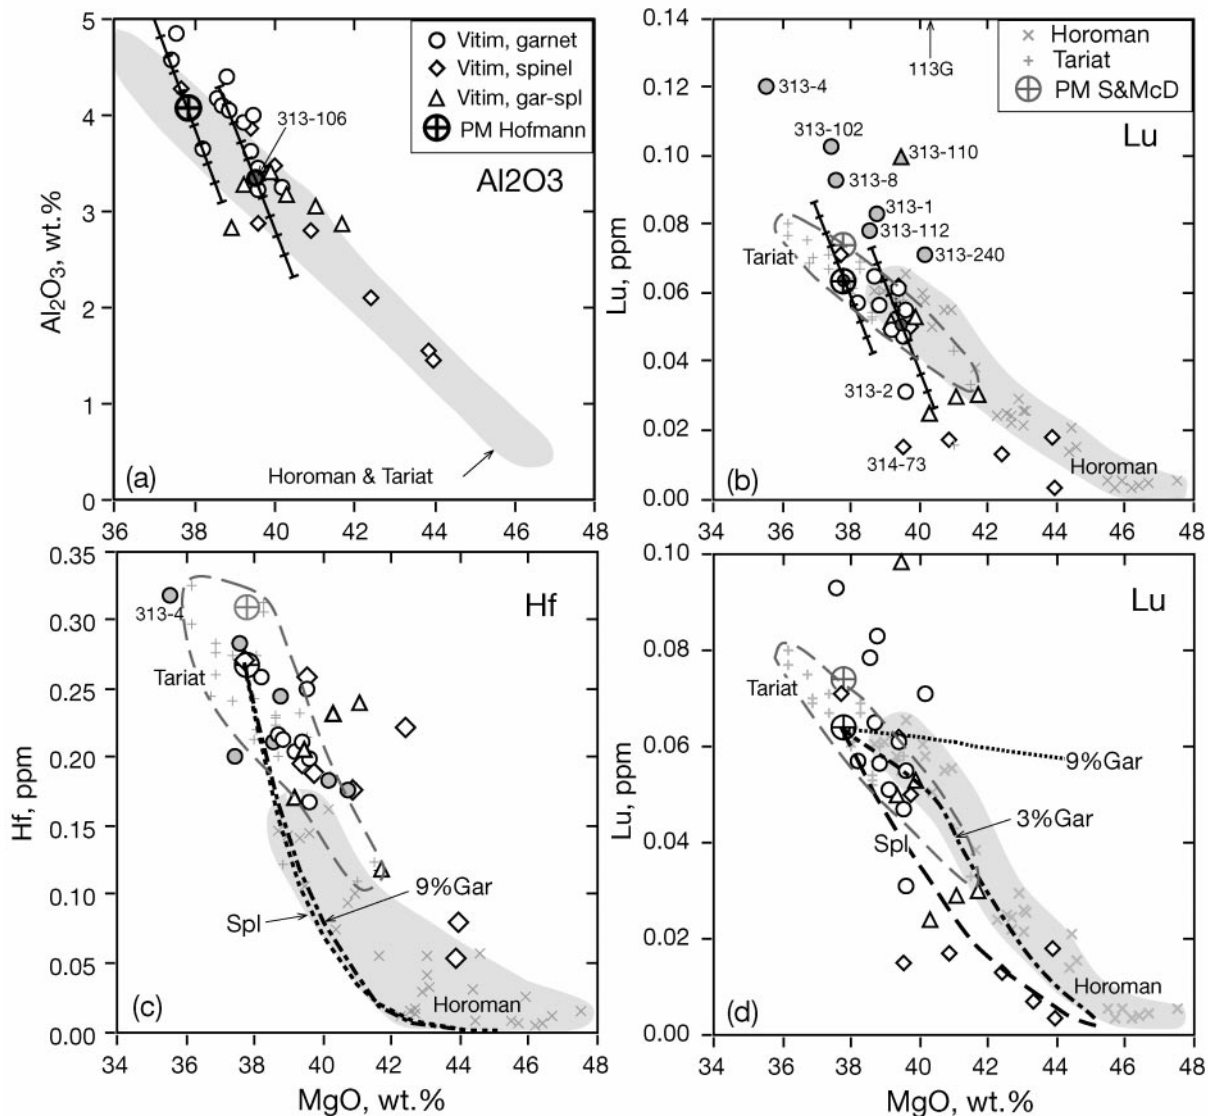 5
4
3
2
1
0
Al₂O₃, wt.%
Vitim, garnet
Vitim, spinel
Vitim, gar-spl
PM Hofmann
313-106
Al2O3
Horoman & Tariat
(a)
36 38 40 42 44 46 48
0.14
0.12
0.10
0.08
0.06
0.04
0.02
0.00
Lu, ppm
Horoman
Tariat
PM S&McD
113G
Lu
313-4
313-102
313-110
313-8
313-1
313-112
313-240
Tariat
313-2
314-73
Horoman
(b)
34 36 38 40 42 44 46 48
0.35
0.30
0.25
0.20
0.15
0.10
0.05
0.00
Hf, ppm
Hf
313-4
Tariat
9%Gar
Spl
Horoman
(c)
34 36 38 40 42 44 46 48
MgO, wt.%
0.10
0.08
0.06
0.04
0.02
0.00
Lu, ppm
Lu
Tariat
9%Gar
3%Gar
Spl
Horoman
(d)
34 36 38 40 42 44 46 48
MgO, wt.%